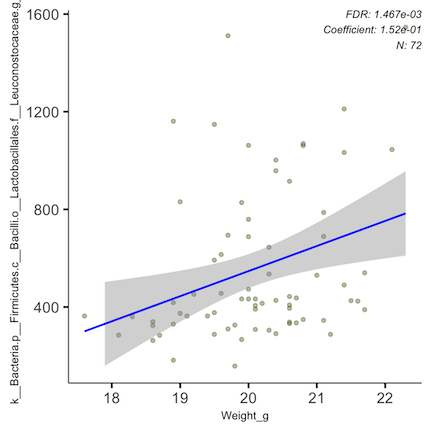 FDR: 1.467e-03
Coefficient: 1.52e-01
N: 72
k__Bacteria.p__Firmicutes.c__Bacilli.o__Lactobacillales.f__Leuconostocaceae.g_
1600
1200
800
400
18 19 20 21 22
Weight_g